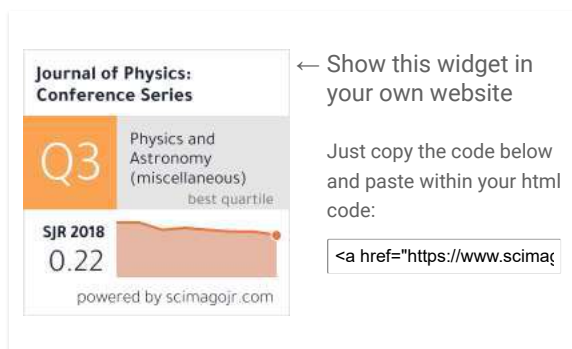 Journal of Physics:
Conference Series
Q3
Physics and
Astronomy
(miscellaneous)
best quartile
SJR 2018
0.22
powered by scimagojr.com
← Show this widget in
your own website
Just copy the code below
and paste within your html
code:
<a href="https://www.scimag